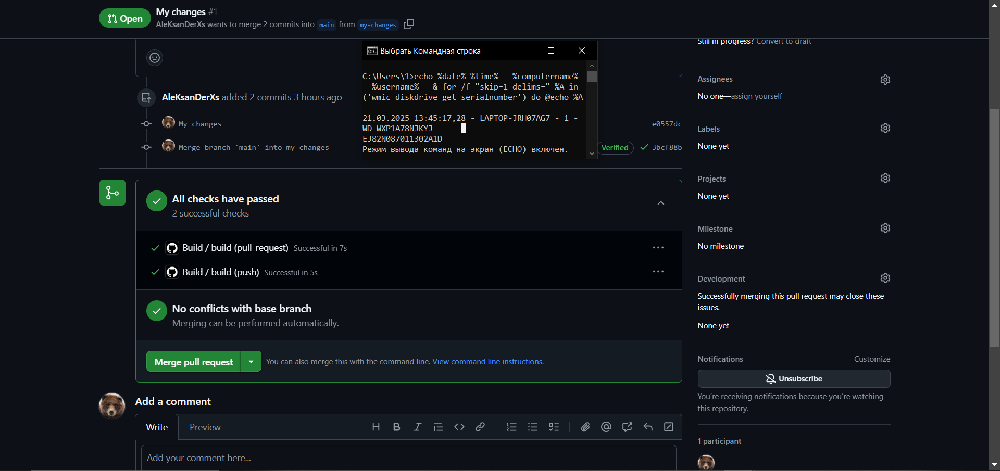 Open
My changes #1
AleKsanDerXs wants to merge 2 commits into main from my-changes
Still in progress? Convert to draft
AleKsanDerXs added 2 commits 3 hours ago
My changes
e0557dc
Merge branch 'main' into my-changes
Verified
3bcf88b
Выбрать Командная строка
C:\Users\1>echo %date% %time% - %computername%
- %username% - & for /f "skip=1 delims=" %A in
('wmic diskdrive get serialnumber') do @echo %A
21.03.2025 13:45:17,28 - LAPTOP-JRH07AG7 - 1 -
WD-WXP1A78NJKYJ
EJ82N087011302A1D
Режим вывода команд на экран (ECHO) включен.
All checks have passed
2 successful checks
Build / build (pull_request) Successful in 7s
Build / build (push) Successful in 5s
No conflicts with base branch
Merging can be performed automatically.
Merge pull request
You can also merge this with the command line. View command line instructions.
Add a comment
Write
Preview
Add your comment here...
Assignees
No one—assign yourself
Labels
None yet
Projects
None yet
Milestone
No milestone
Development
Successfully merging this pull request may close these
issues.
None yet
Notifications
Customize
Unsubscribe
You're receiving notifications because you're watching
this repository.
1 participant